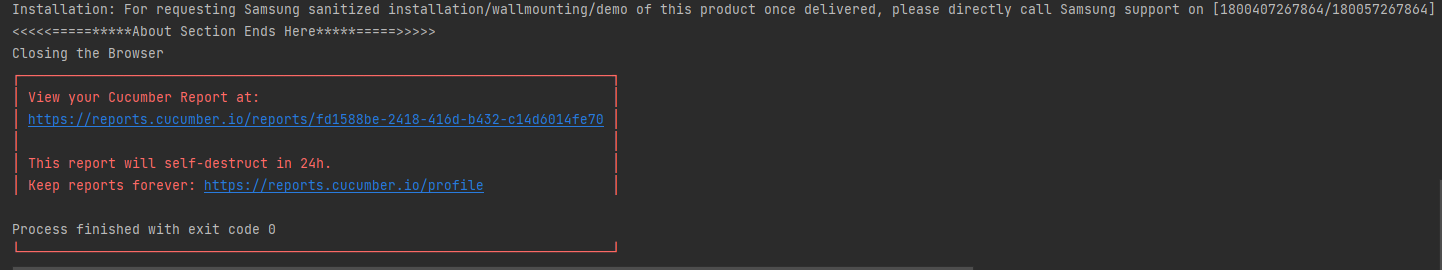 Installation: For requesting Samsung sanitized installation/wallmounting/demo of this product once delivered, please directly call Samsung support on [1800407267864/180057267864]
<<<<<=====*****About Section Ends Here*****=====>>>>>
Closing the Browser
View your Cucumber Report at:
https://reports.cucumber.io/reports/fd1588be-2418-416d-b432-c14d6014fe70
This report will self-destruct in 24h.
Keep reports forever: https://reports.cucumber.io/profile
Process finished with exit code 0